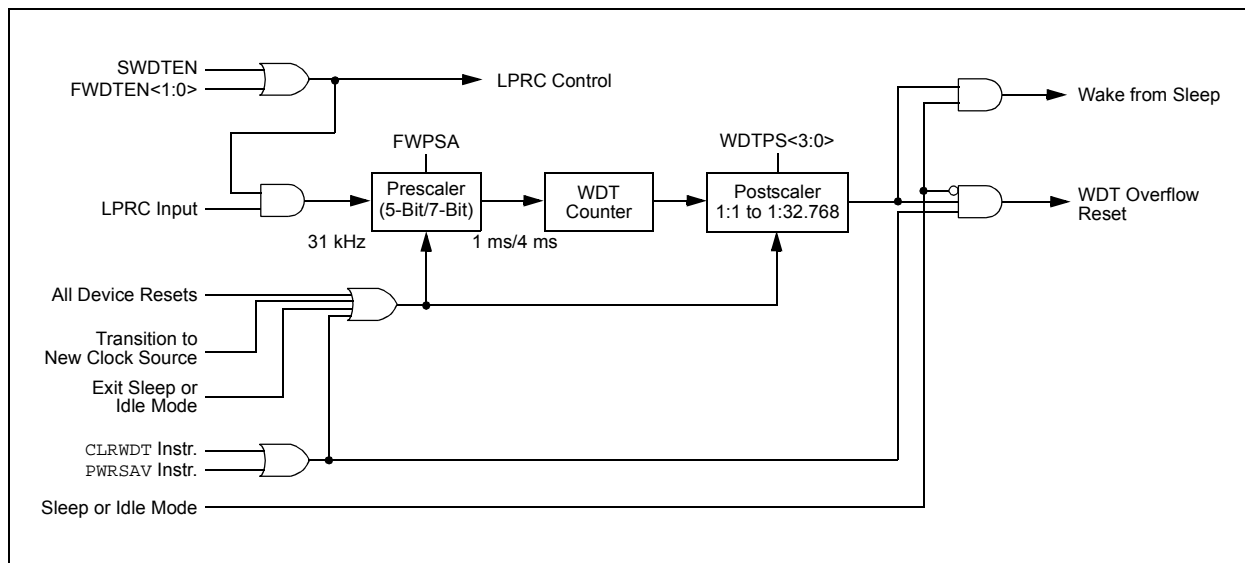 SWDTEN
FWDTEN<1:0>
LPRC Control
Wake from Sleep
FWPSA
WDTPS<3:0>
LPRC Input
Prescaler
(5-Bit/7-Bit)
WDT
Counter
Postscaler
1:1 to 1:32.768
WDT Overflow
Reset
31 kHz
1 ms/4 ms
All Device Resets
Transition to
New Clock Source
Exit Sleep or
Idle Mode
CLRWDT Instr.
PWRSAV Instr.
Sleep or Idle Mode